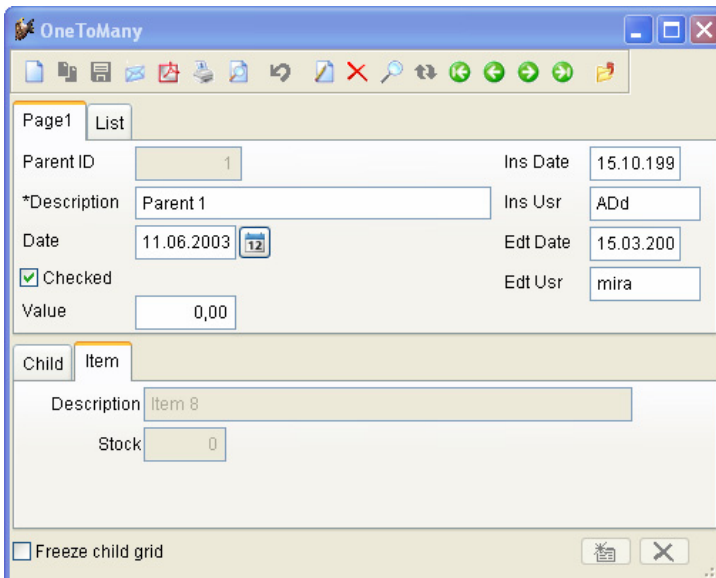 OneToMany
Page1 List
Parent ID 1 Ins Date 15.10.199
*Description Parent 1 Ins Usr ADd
Date 11.06.2003 12 Edt Date 15.03.200
Checked Edt Usr mira
Value 0,00
Child Item
Description Item 8
Stock 0
Freeze child grid